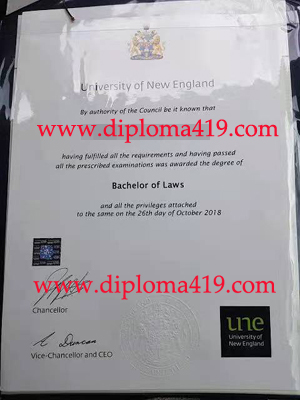 University of New England
By authority of the Council be it known that
www.diploma419.com
having fulfilled all the requirements and having passed
all the prescribed examinations was awarded the degree of
Bachelor of Laws
and all the privileges attached
to the same on the 26th day of October 2018
www.diploma419.com
Chancellor
E Duncan
Vice-Chancellor and CEO
une
University of
New England